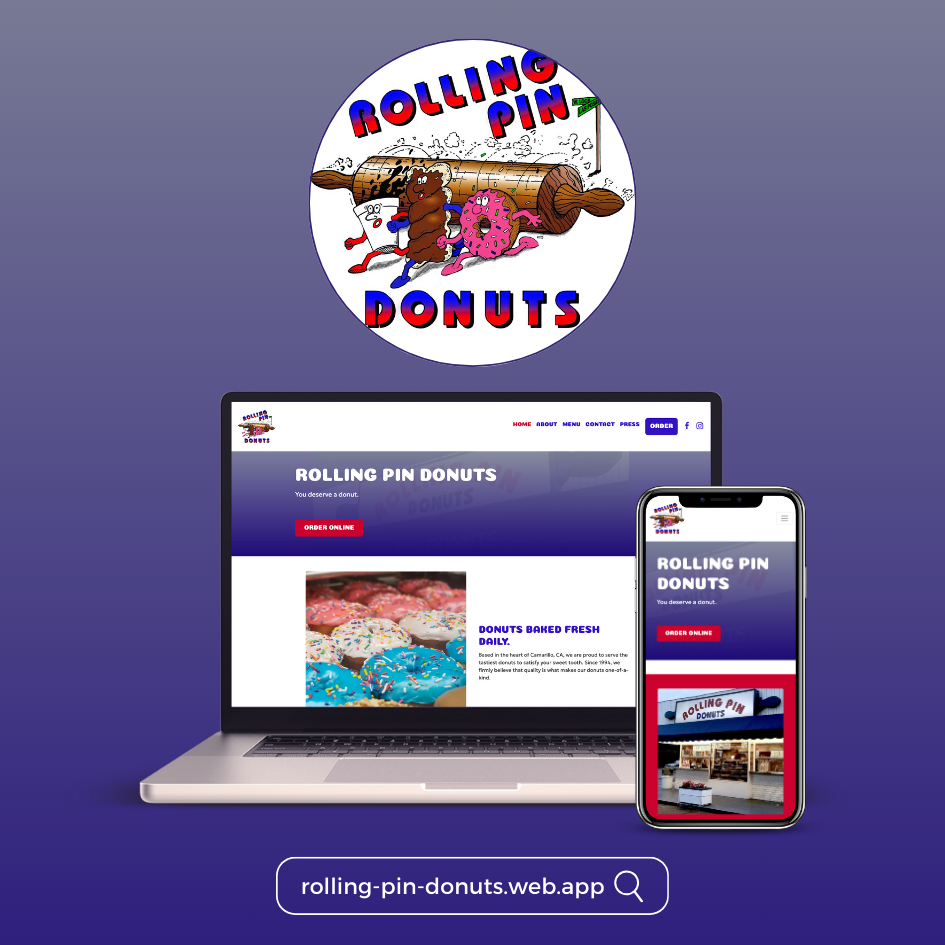 ROLLING
PIN
DONUTS
ROLLING
PIN
DONUTS
HOME ABOUT MENU CONTACT PRESS ORDER
ROLLING PIN DONUTS
You deserve a donut.
ORDER ONLINE
DONUTS BAKED FRESH
DAILY.
Based in the heart of Camarillo, CA, we are proud to serve the
tastiest donuts to satisfy your sweet tooth. Since 1994, we
firmly believe that quality is what makes our donuts one-of-a-
kind.
ROLLING
PIN
DONUTS
ROLLING PIN
DONUTS
You deserve a donut.
ORDER ONLINE
ROLLING PIN
DONUTS
rolling-pin-donuts.web.app